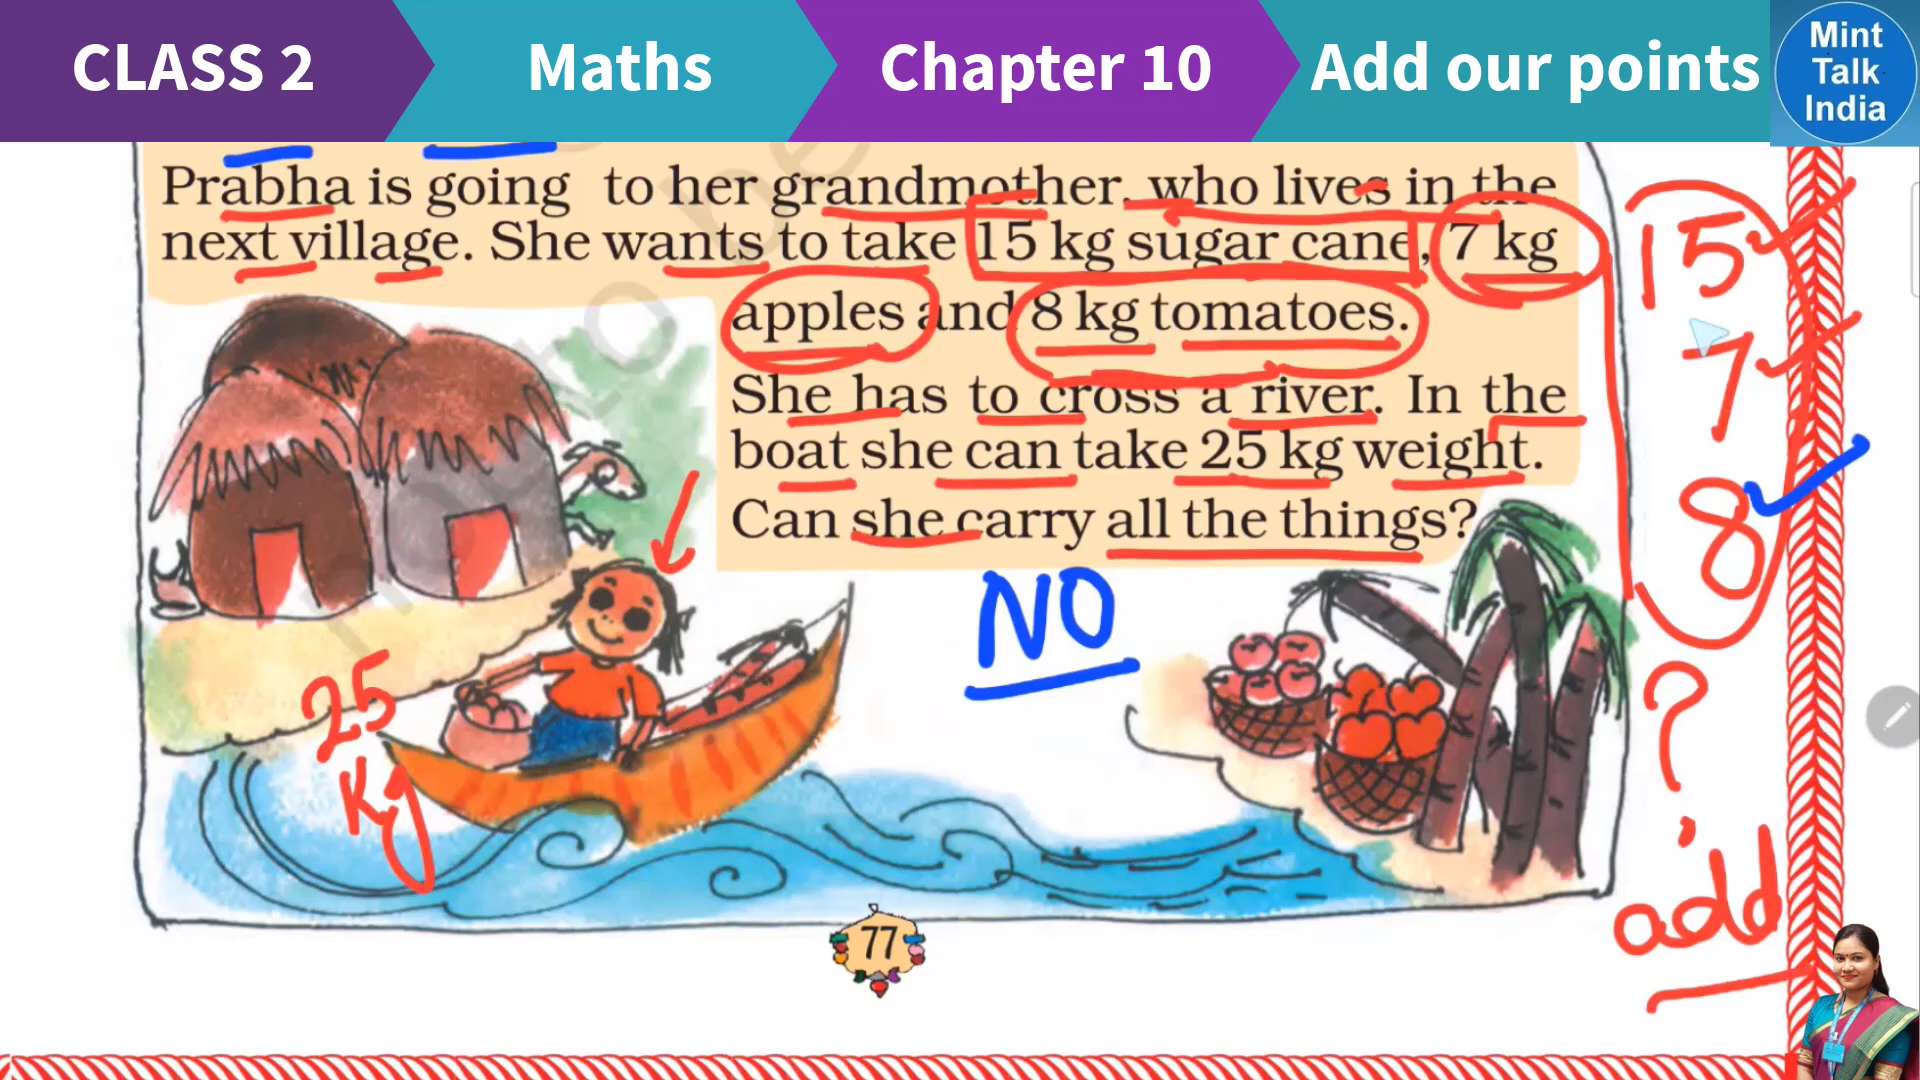 CLASS 2 Maths Chapter 10 Add our points
Mint
Talk
India
Prabha is going to her grandmother, who lives in the
next village. She wants to take 15 kg sugar cane, 7 kg
apples and 8 kg tomatoes.
She has to cross a river. In the
boat she can take 25 kg weight.
Can she carry all the things?
15
7
8
NO
25
kg
?
add
77